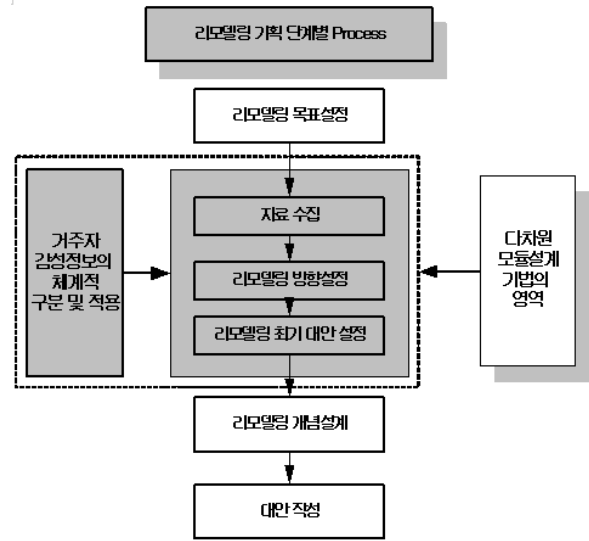 리모델링 기획 단계별 Process
리모델링 목표설정
거주자
감성정보의
체계적
구분 및 적용
자료 수집
리모델링 방향설정
리모델링 최기 대안 설정
다차원
모듈설계
기법의
영역
리모델링 개념설계
대안 작성